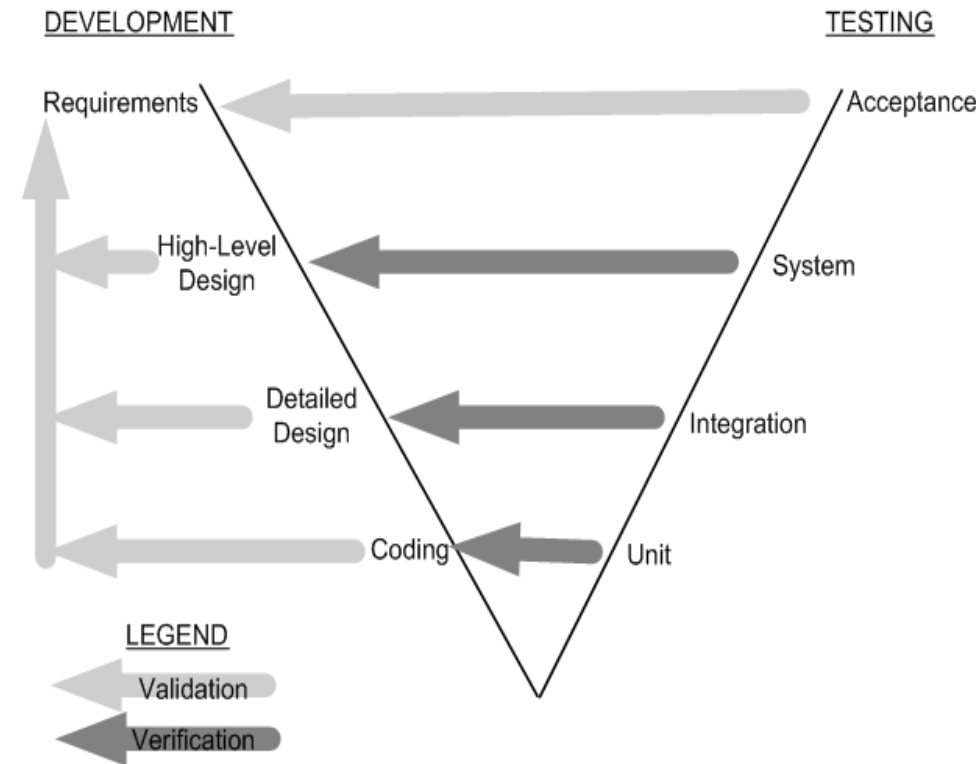 DEVELOPMENT
TESTING
Requirements
Acceptance
High-Level
Design
System
Detailed
Design
Integration
Coding
Unit
LEGEND
Validation
Verification